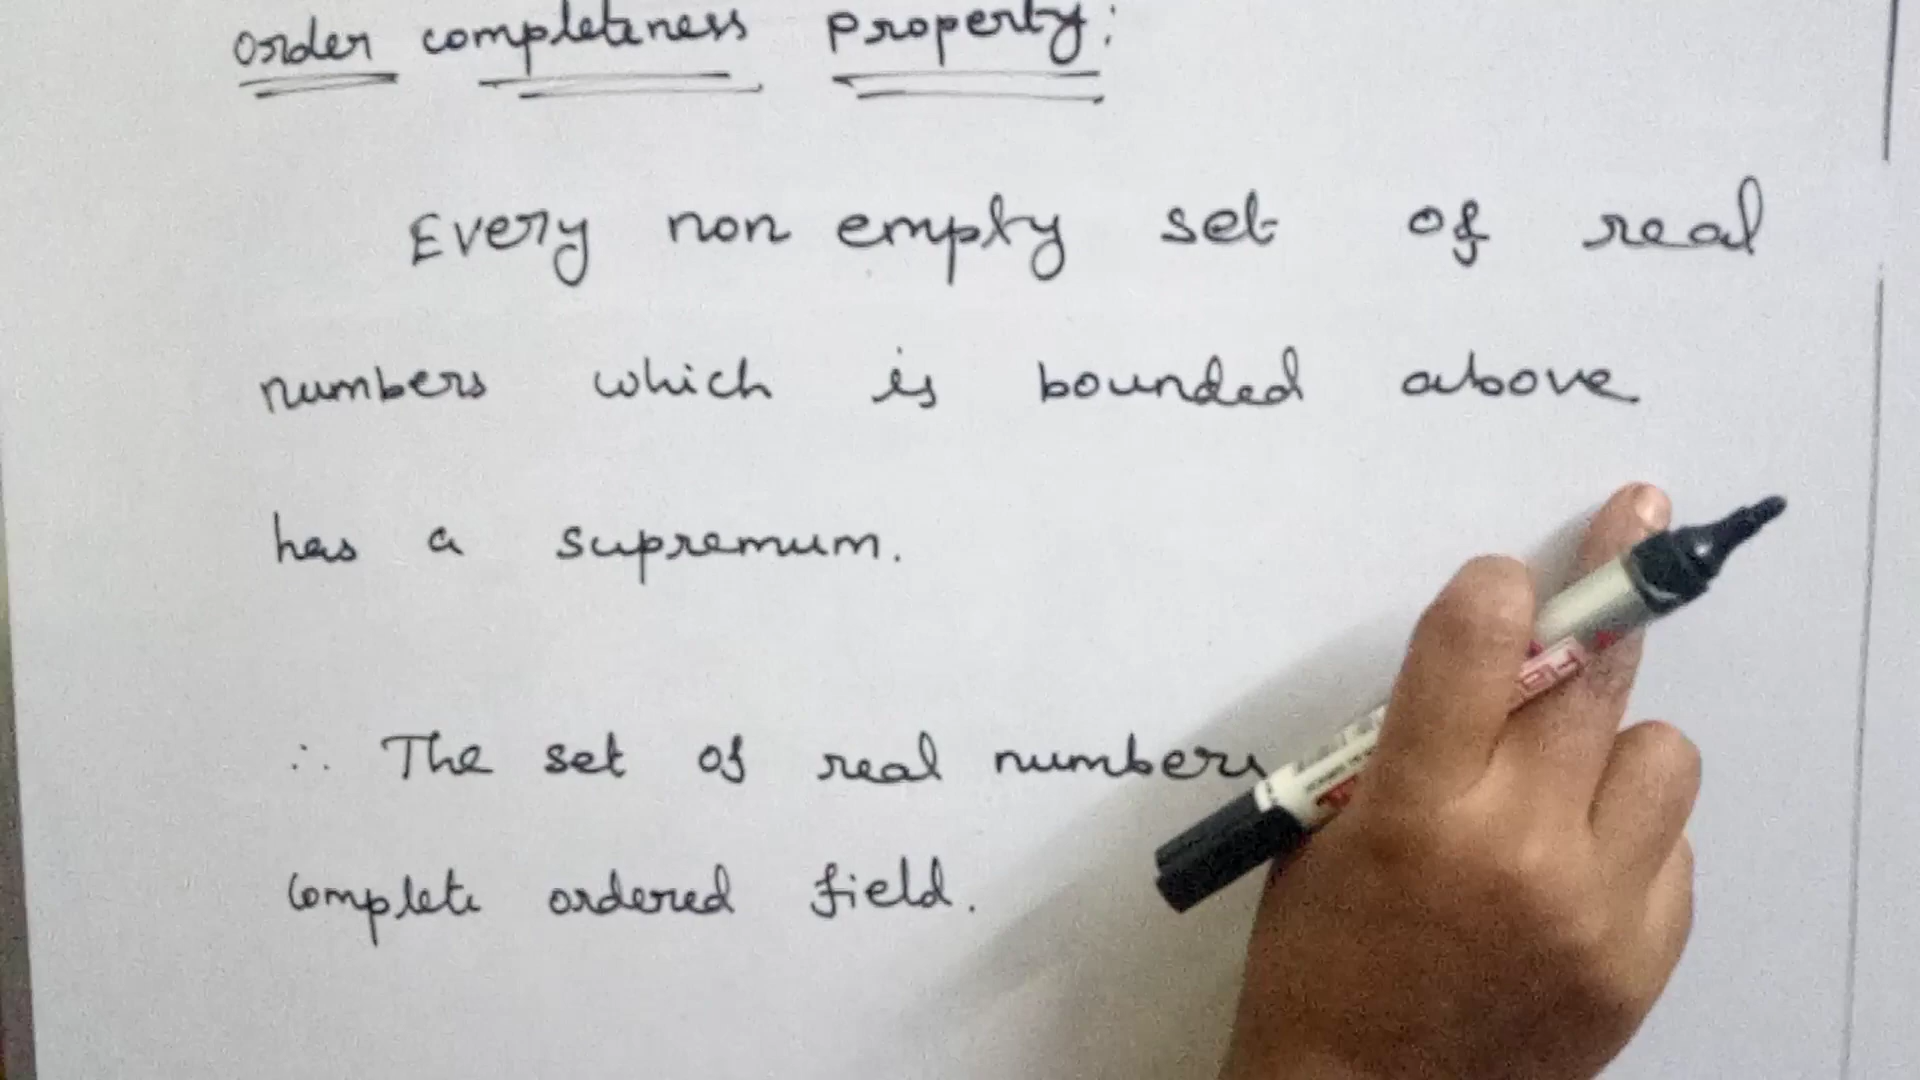 Order completeness property:
Every non empty set of real
numbers which is bounded above
has a supremum.
∴ The set of real numbers
complete ordered field.